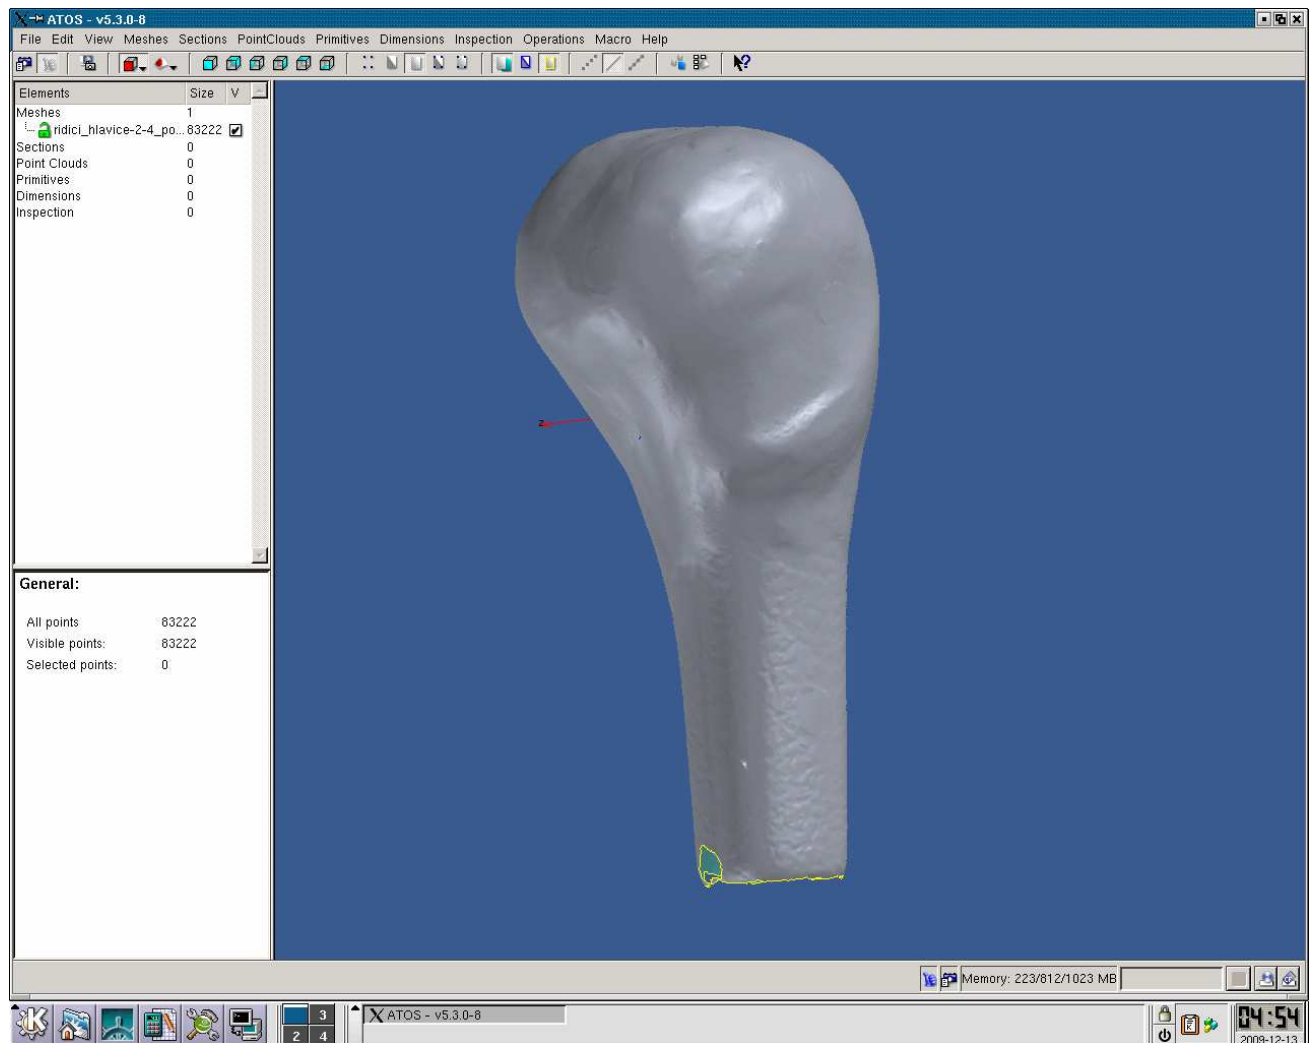 ATOS - v5.3.0-8
File Edit View Meshes Sections PointClouds Primitives Dimensions Inspection Operations Macro Help
Elements Size V
Meshes 1
ridici_hlavice-2-4_po... 83222
Sections 0
Point Clouds 0
Primitives 0
Dimensions 0
Inspection 0
z
General:
All points 83222
Visible points: 83222
Selected points: 0
Memory: 223/812/1023 MB
3
2 4
ATOS - v5.3.0-8
04:54
2009-12-13